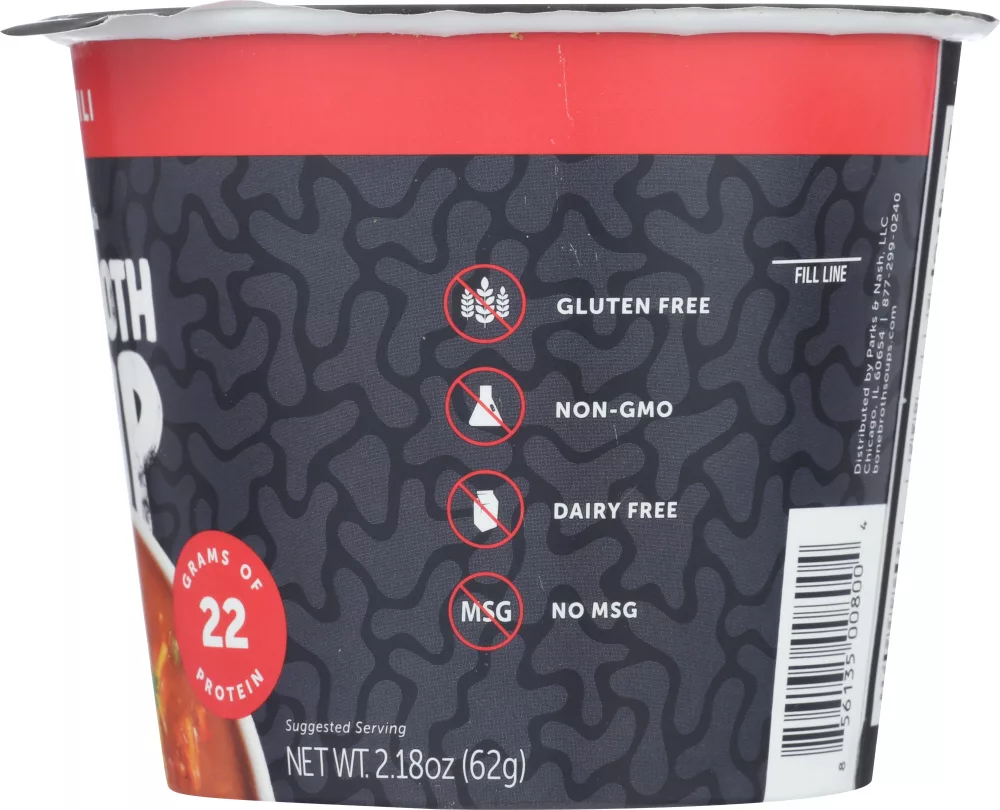 GLUTEN FREE
NON-GMO
DAIRY FREE
MSG
NO MSG
GRAMS OF
22
PROTEIN
Suggested Serving
NET WT. 2.18oz (62g)
FILL LINE
Distributed by Parks & Nash, LLC
Chicago, IL 60654 | 877-299-0240
bonebrothsoups.com
8 56135 00800 4